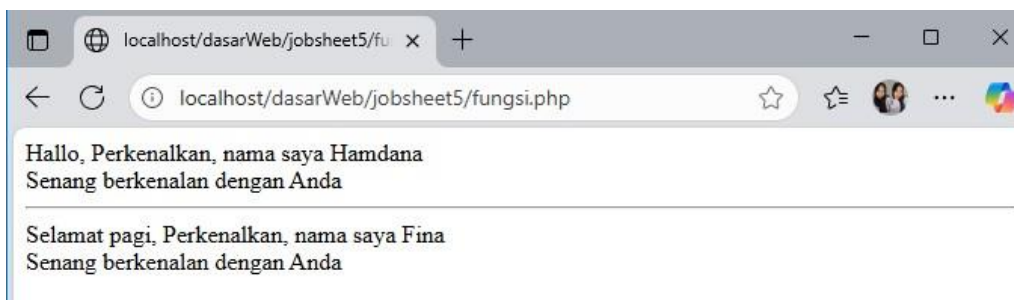 localhost/dasarWeb/jobsheet5/fu
localhost/dasarWeb/jobsheet5/fungsi.php
Hallo, Perkenalkan, nama saya Hamdana
Senang berkenalan dengan Anda
Selamat pagi, Perkenalkan, nama saya Fina
Senang berkenalan dengan Anda